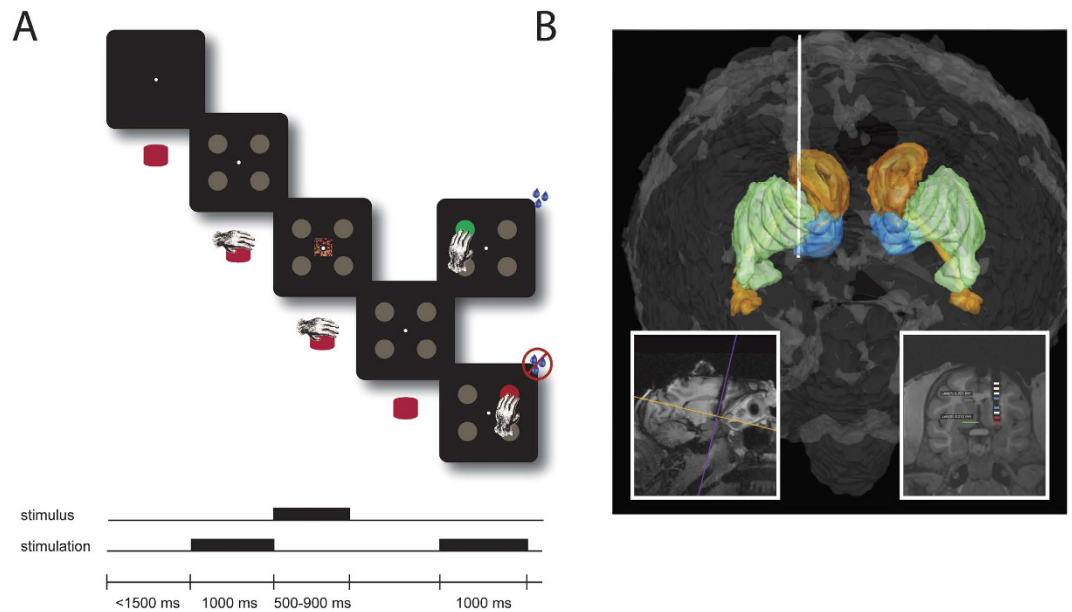 A
B
stimulus
stimulation
<1500 ms
1000 ms
500-900 ms
1000 ms